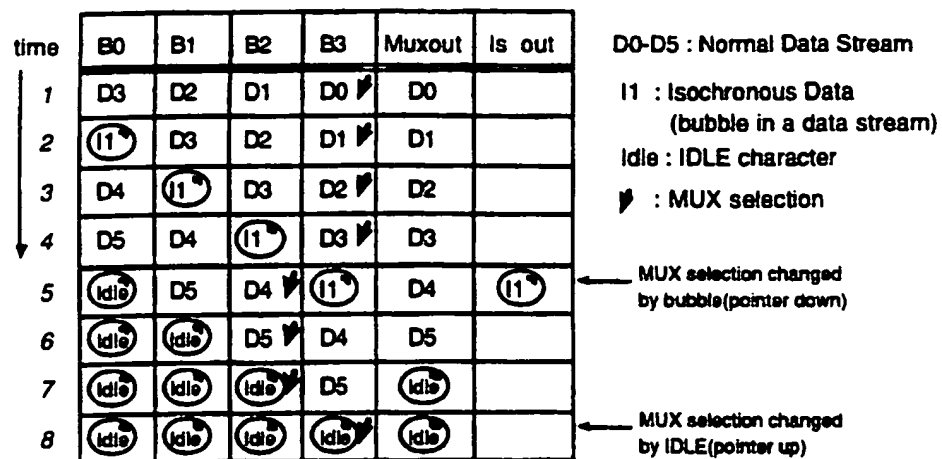 time B0 B1 B2 B3 Muxout Is out
1 D3 D2 D1 D0 D0
2 I1 D3 D2 D1 D1
3 D4 I1 D3 D2 D2
4 D5 D4 I1 D3 D3
5 Idle D5 D4 I1 D4 I1
6 Idle Idle D5 D4 D5
7 Idle Idle Idle D5 Idle
8 Idle Idle Idle Idle Idle
D0-D5 : Normal Data Stream
I1 : Isochronous Data
(bubble in a data stream)
Idle : IDLE character
: MUX selection
MUX selection changed
by bubble(pointer down)
MUX selection changed
by IDLE(pointer up)